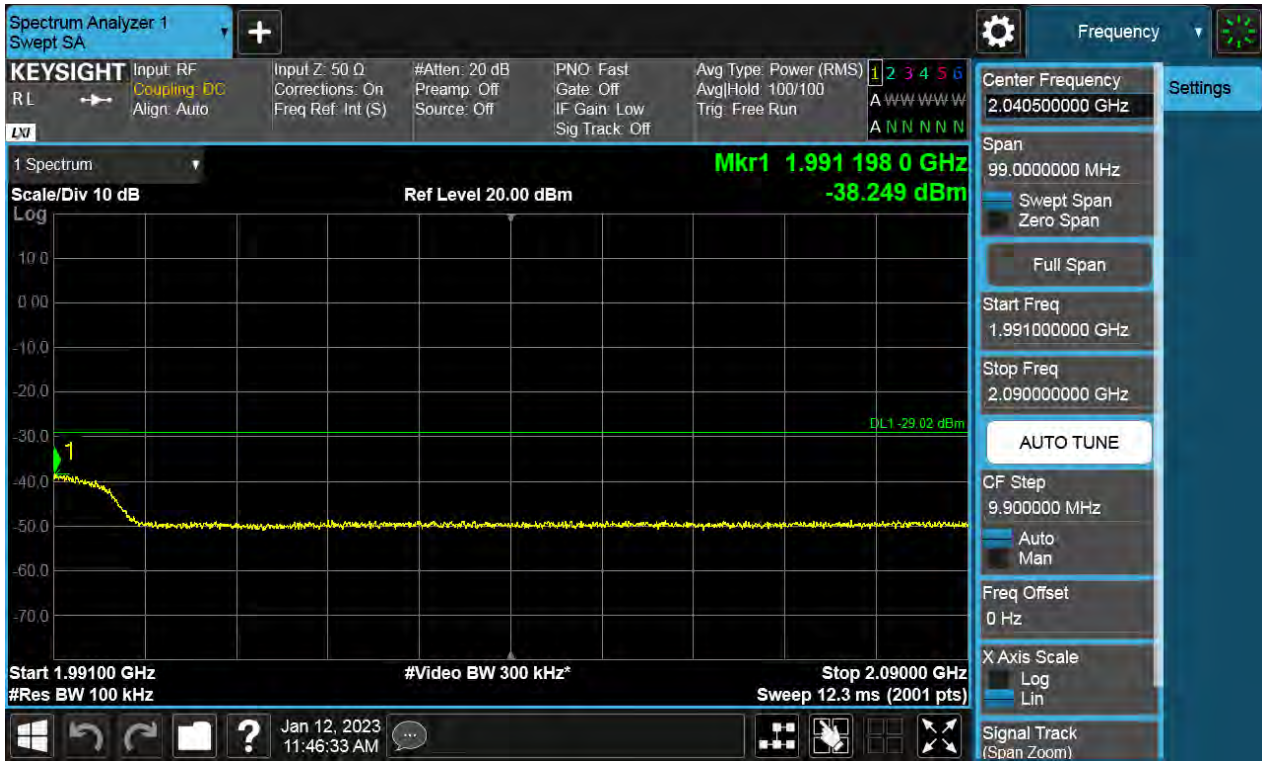 Spectrum Analyzer 1
Swept SA
+
Frequency
KEYSIGHT
RL
LXI
Input: RF
Coupling: DC
Align: Auto
Input Z: 50 Ω
Corrections: On
Freq Ref: Int (S)
#Atten: 20 dB
Preamp: Off
Source: Off
PNO: Fast
Gate: Off
IF Gain: Low
Sig Track: Off
Avg Type: Power (RMS)
Avg|Hold: 100/100
Trig: Free Run
1 2 3 4 5 6
A W W W W W
A N N N N N
1 Spectrum
Scale/Div 10 dB
Ref Level 20.00 dBm
Mkr1 1.991 198 0 GHz
-38.249 dBm
Log
10.0
0.00
-10.0
-20.0
-30.0
-40.0
-50.0
-60.0
-70.0
DL1 -29.02 dBm
1
Start 1.99100 GHz
#Video BW 300 kHz*
Stop 2.09000 GHz
#Res BW 100 kHz
Sweep 12.3 ms (2001 pts)
Center Frequency
2.040500000 GHz
Settings
Span
99.0000000 MHz
Swept Span
Zero Span
Full Span
Start Freq
1.991000000 GHz
Stop Freq
2.090000000 GHz
AUTO TUNE
CF Step
9.900000 MHz
Auto
Man
Freq Offset
0 Hz
X Axis Scale
Log
Lin
Signal Track
(Span Zoom)
?
Jan 12, 2023
11:46:33 AM